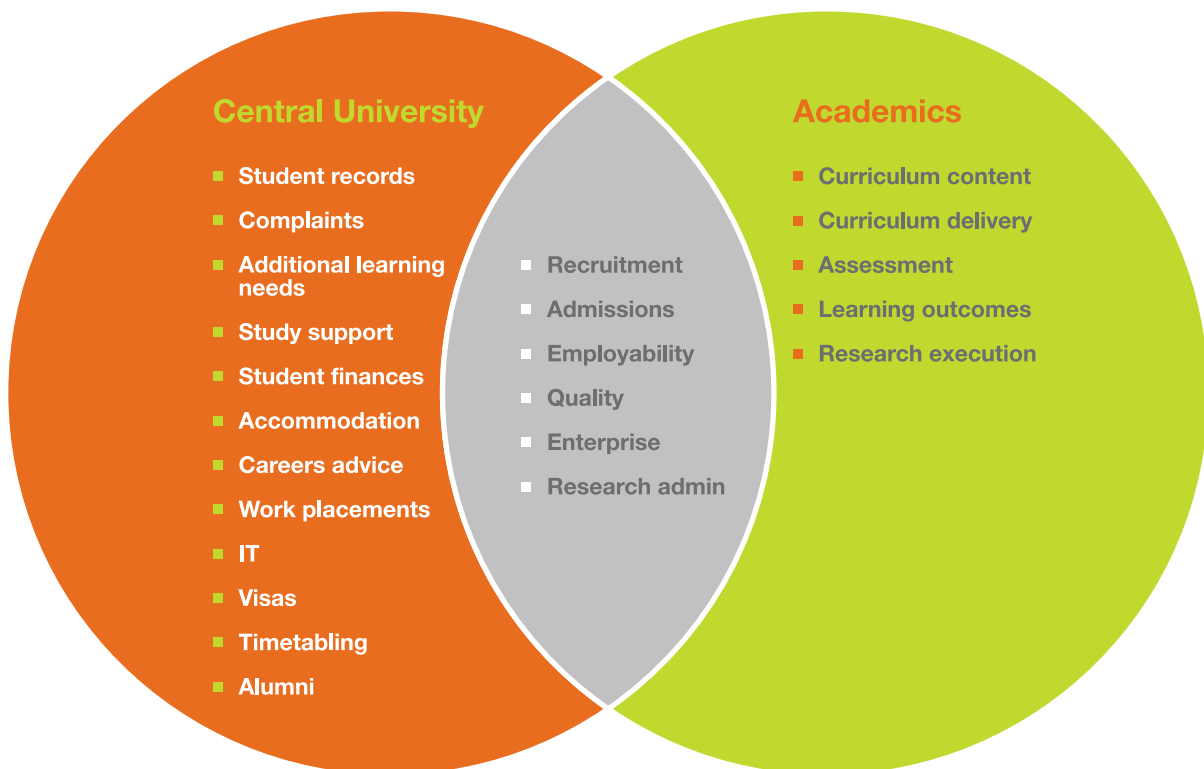 Central University
Student records
Complaints
Additional learning
needs
Study support
Student finances
Accommodation
Careers advice
Work placements
IT
Visas
Timetabling
Alumni
Recruitment
Admissions
Employability
Quality
Enterprise
Research admin
Academics
Curriculum content
Curriculum delivery
Assessment
Learning outcomes
Research execution